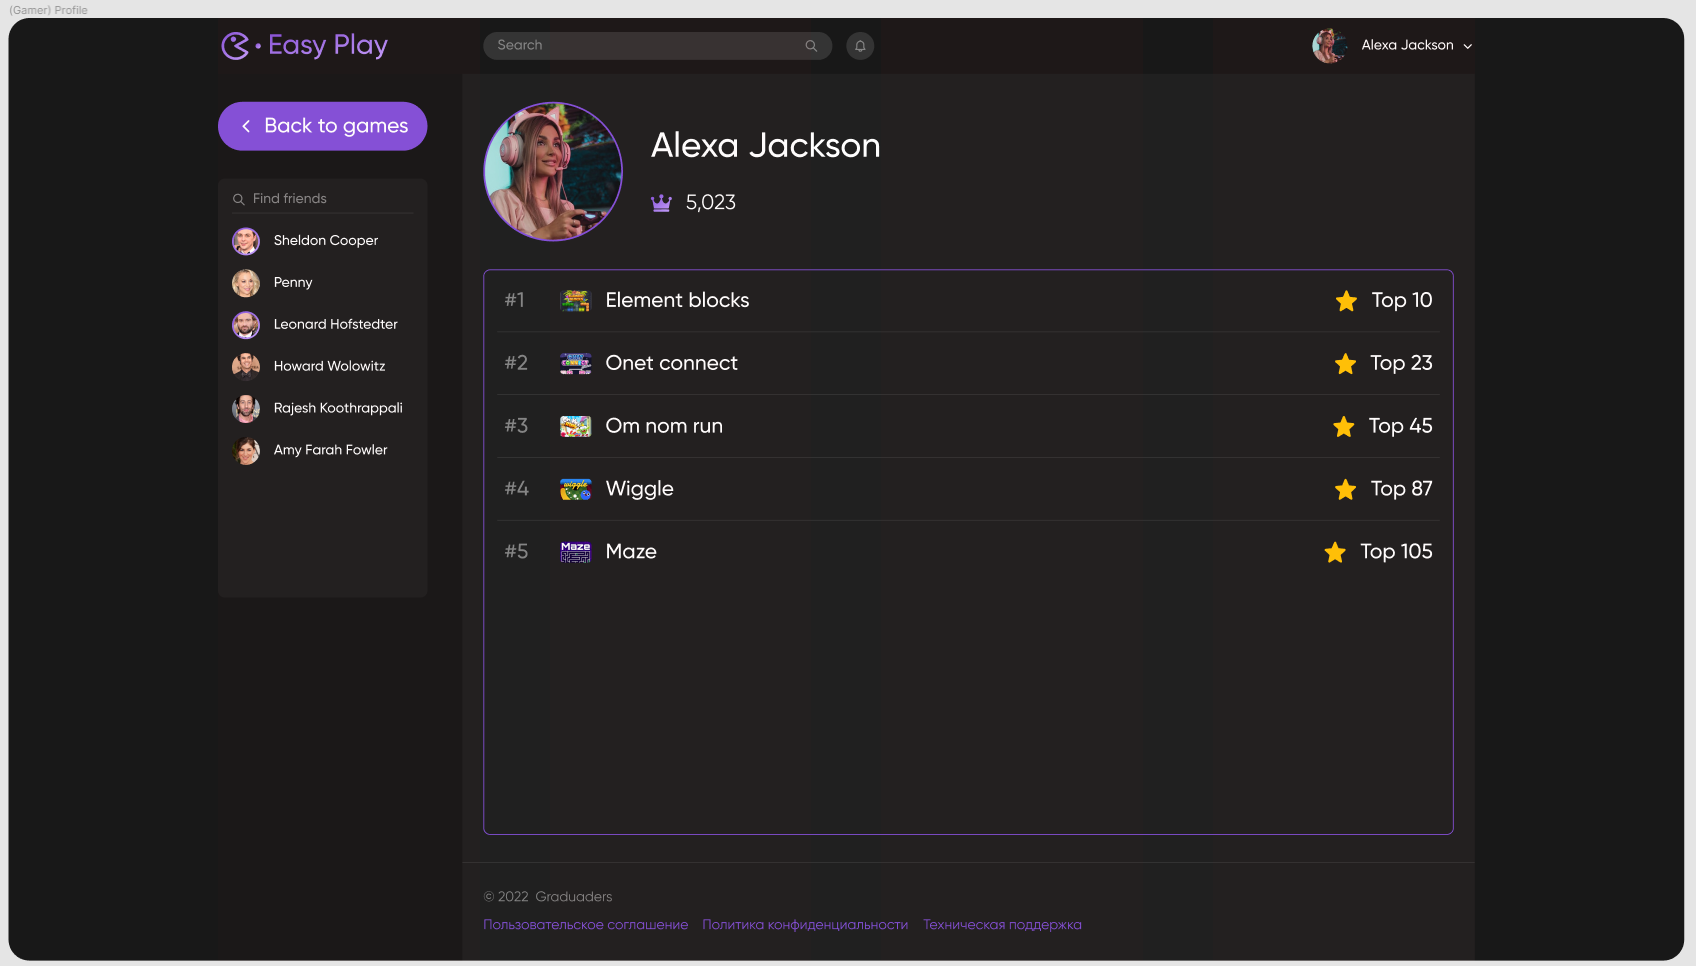 (Gamer) Profile
Easy Play
Search
Alexa Jackson
Back to games
Find friends
Sheldon Cooper
Penny
Leonard Hofstedter
Howard Wolowitz
Rajesh Koothrappali
Amy Farah Fowler
Alexa Jackson
5,023
#1 Element blocks Top 10
#2 Onet connect Top 23
#3 Om nom run Top 45
#4 wiggle Wiggle Top 87
#5 Maze Maze Top 105
© 2022 Graduaders
Пользовательское соглашение Политика конфиденциальности Техническая поддержка